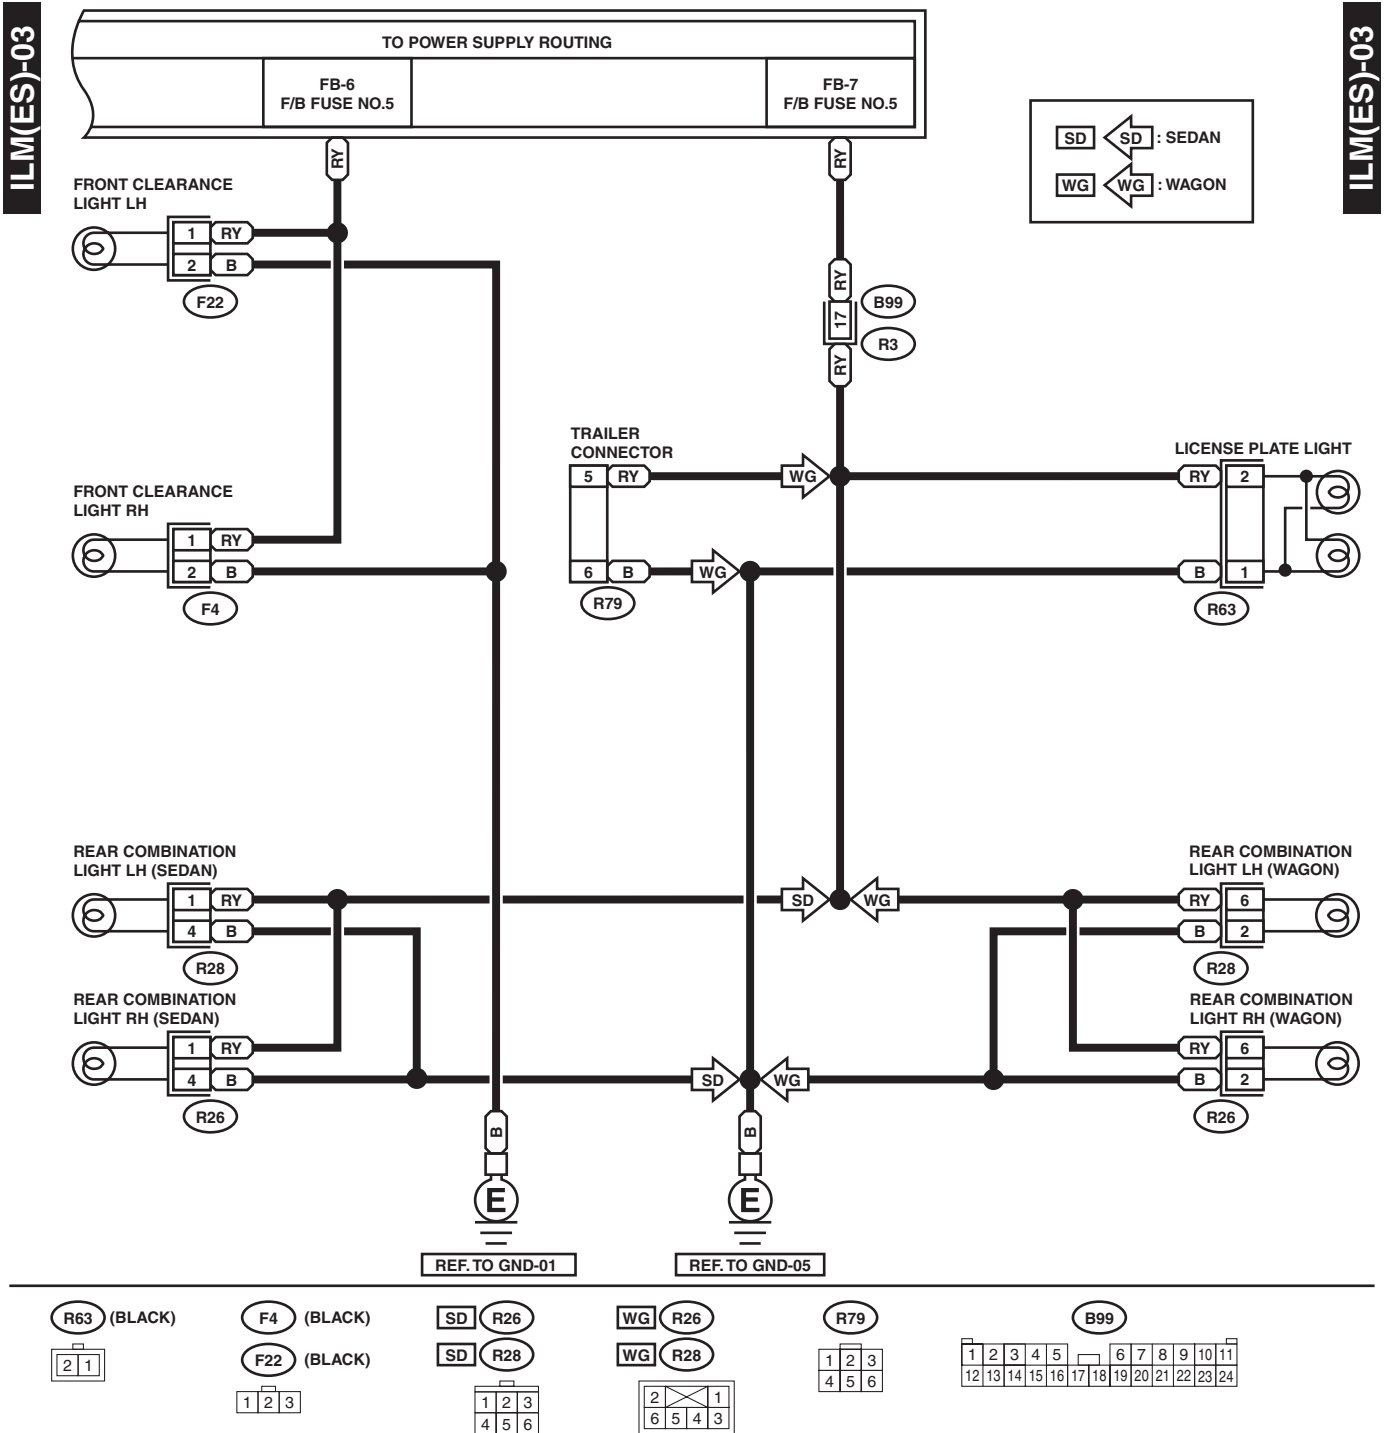 ILM(ES)-03
ILM(ES)-03
TO POWER SUPPLY ROUTING
FB-6
F/B FUSE NO.5
FB-7
F/B FUSE NO.5
RY
RY
SD SD : SEDAN
WG WG : WAGON
FRONT CLEARANCE
LIGHT LH
1 RY
2 B
F22
RY
17
B99
R3
RY
TRAILER
CONNECTOR
5 RY
WG
6 B
WG
R79
LICENSE PLATE LIGHT
RY 2
B 1
R63
FRONT CLEARANCE
LIGHT RH
1 RY
2 B
F4
REAR COMBINATION
LIGHT LH (SEDAN)
1 RY
4 B
R28
SD
WG
REAR COMBINATION
LIGHT LH (WAGON)
RY 6
B 2
R28
REAR COMBINATION
LIGHT RH (SEDAN)
1 RY
4 B
R26
SD
WG
REAR COMBINATION
LIGHT RH (WAGON)
RY 6
B 2
R26
B
B
E
E
REF. TO GND-01
REF. TO GND-05
R63 (BLACK)
2 1
F4 (BLACK)
F22 (BLACK)
1 2 3
SD R26
SD R28
1 2 3
4 5 6
WG R26
WG R28
2 1
6 5 4 3
R79
1 2 3
4 5 6
B99
1 2 3 4 5 6 7 8 9 10 11
12 13 14 15 16 17 18 19 20 21 22 23 24